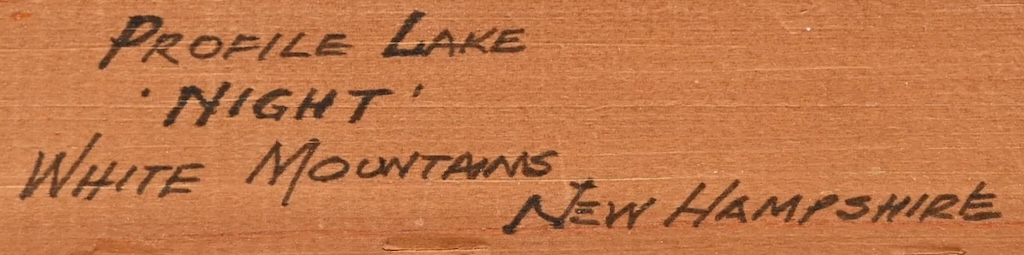 PROFILE LAKE
'NIGHT'
WHITE MOUNTAINS
NEW HAMPSHIRE